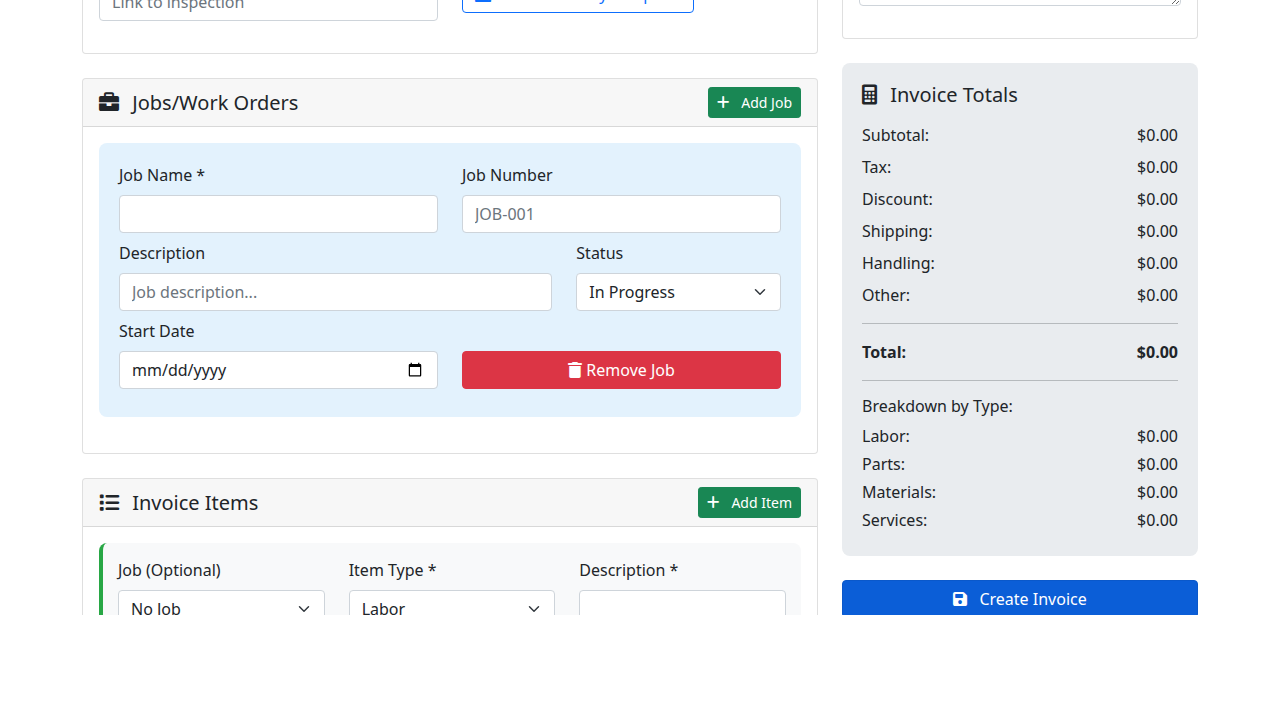 Link to inspection
Jobs/Work Orders
Add Job
Job Name *
Job Number
JOB-001
Description
Status
Job description...
In Progress
Start Date
mm/dd/yyyy
Remove Job
Invoice Items
Add Item
Job (Optional)
Item Type *
Description *
No Job
Labor
Invoice Totals
Subtotal: $0.00
Tax: $0.00
Discount: $0.00
Shipping: $0.00
Handling: $0.00
Other: $0.00
Total: $0.00
Breakdown by Type:
Labor: $0.00
Parts: $0.00
Materials: $0.00
Services: $0.00
Create Invoice